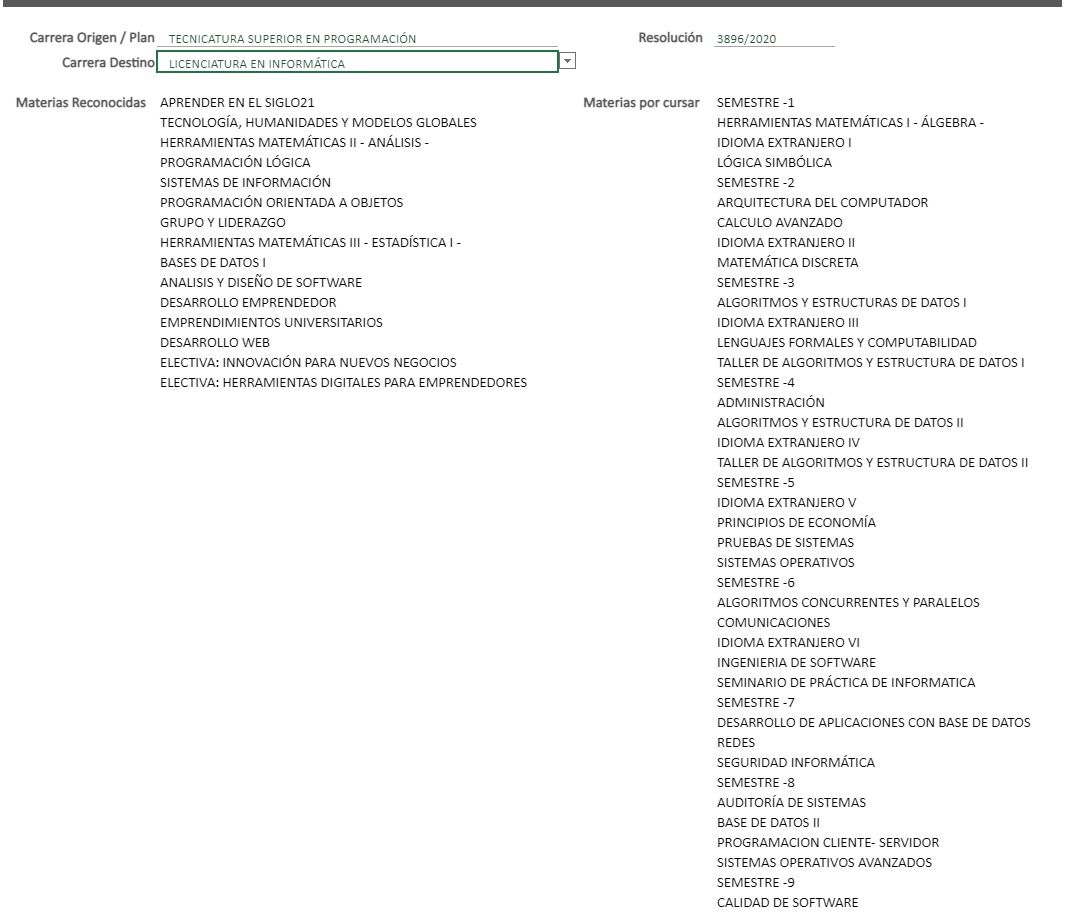 Carrera Origen / Plan TECNICATURA SUPERIOR EN PROGRAMACIÓN
Resolución 3896/2020
Carrera Destino LICENCIATURA EN INFORMÁTICA
Materias Reconocidas APRENDER EN EL SIGLO21
TECNOLOGÍA, HUMANIDADES Y MODELOS GLOBALES
HERRAMIENTAS MATEMÁTICAS II - ANÁLISIS -
PROGRAMACIÓN LÓGICA
SISTEMAS DE INFORMACIÓN
PROGRAMACIÓN ORIENTADA A OBJETOS
GRUPO Y LIDERAZGO
HERRAMIENTAS MATEMÁTICAS III - ESTADÍSTICA I -
BASES DE DATOS I
ANALISIS Y DISEÑO DE SOFTWARE
DESARROLLO EMPRENDEDOR
EMPRENDIMIENTOS UNIVERSITARIOS
DESARROLLO WEB
ELECTIVA: INNOVACIÓN PARA NUEVOS NEGOCIOS
ELECTIVA: HERRAMIENTAS DIGITALES PARA EMPRENDEDORES
Materias por cursar SEMESTRE -1
HERRAMIENTAS MATEMÁTICAS I - ÁLGEBRA -
IDIOMA EXTRANJERO I
LÓGICA SIMBÓLICA
SEMESTRE -2
ARQUITECTURA DEL COMPUTADOR
CALCULO AVANZADO
IDIOMA EXTRANJERO II
MATEMÁTICA DISCRETA
SEMESTRE -3
ALGORITMOS Y ESTRUCTURAS DE DATOS I
IDIOMA EXTRANJERO III
LENGUAJES FORMALES Y COMPUTABILIDAD
TALLER DE ALGORITMOS Y ESTRUCTURA DE DATOS I
SEMESTRE -4
ADMINISTRACIÓN
ALGORITMOS Y ESTRUCTURA DE DATOS II
IDIOMA EXTRANJERO IV
TALLER DE ALGORITMOS Y ESTRUCTURA DE DATOS II
SEMESTRE -5
IDIOMA EXTRANJERO V
PRINCIPIOS DE ECONOMÍA
PRUEBAS DE SISTEMAS
SISTEMAS OPERATIVOS
SEMESTRE -6
ALGORITMOS CONCURRENTES Y PARALELOS
COMUNICACIONES
IDIOMA EXTRANJERO VI
INGENIERIA DE SOFTWARE
SEMINARIO DE PRÁCTICA DE INFORMATICA
SEMESTRE -7
DESARROLLO DE APLICACIONES CON BASE DE DATOS
REDES
SEGURIDAD INFORMÁTICA
SEMESTRE -8
AUDITORÍA DE SISTEMAS
BASE DE DATOS II
PROGRAMACION CLIENTE- SERVIDOR
SISTEMAS OPERATIVOS AVANZADOS
SEMESTRE -9
CALIDAD DE SOFTWARE